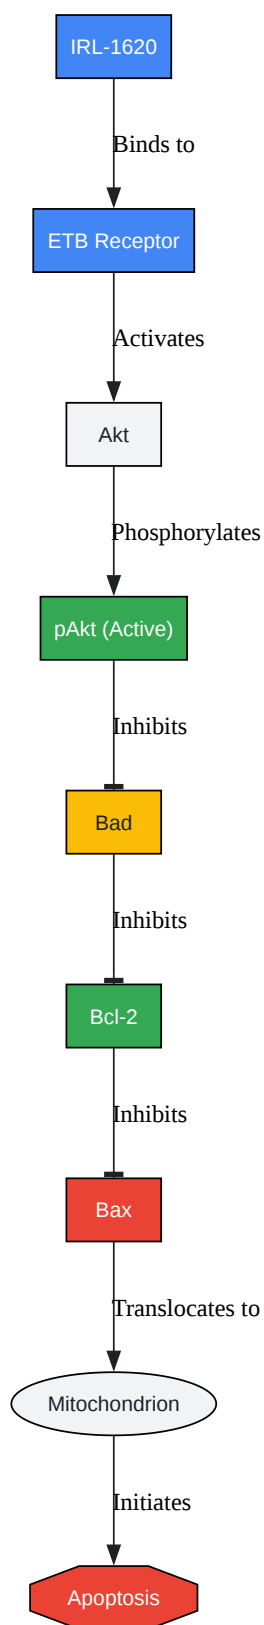 IRL-1620
Binds to
ETB Receptor
Activates
Akt
Phosphorylates
pAkt (Active)
Inhibits
Bad
Inhibits
Bcl-2
Inhibits
Bax
Translocates to
Mitochondrion
Initiates
Apoptosis